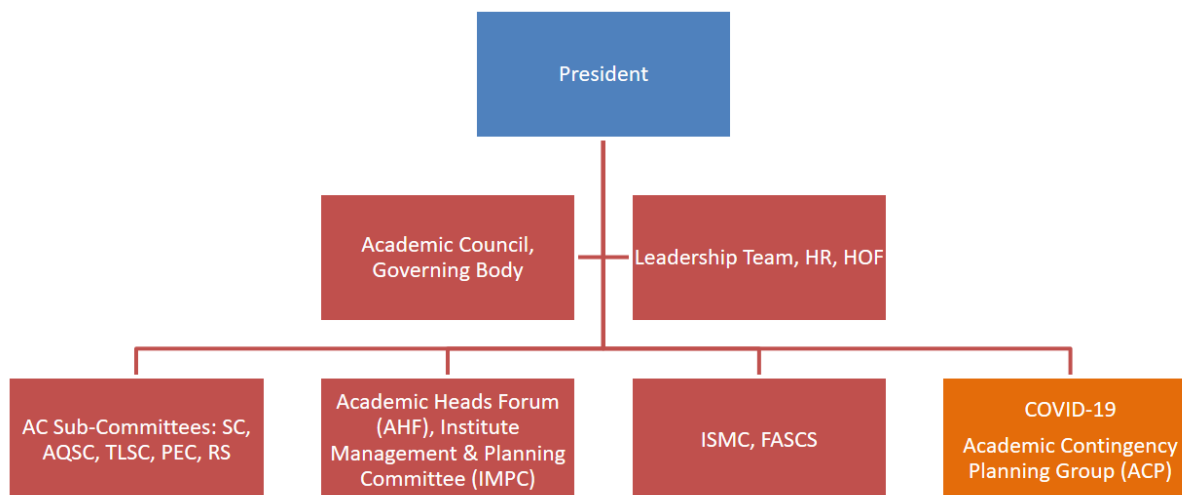 President
Academic Council,
Governing Body
Leadership Team, HR, HOF
AC Sub-Committees: SC,
AQSC, TLSC, PEC, RS
Academic Heads Forum
(AHF), Institute
Management & Planning
Committee (IMPC)
ISMC, FASCS
COVID-19
Academic Contingency
Planning Group (ACP)